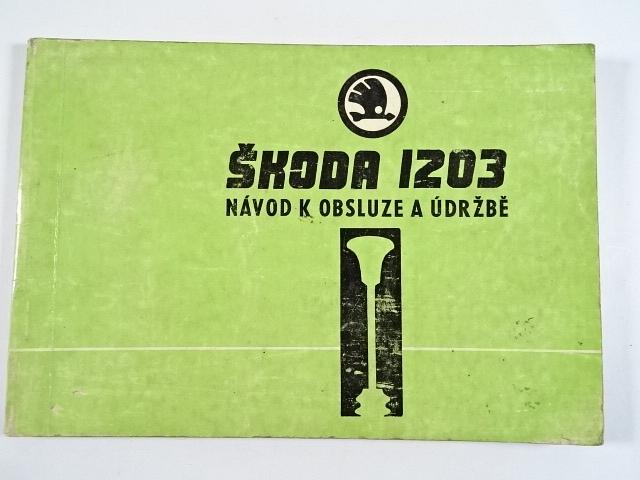 ŠKODA 1203
NÁVOD K OBSLUZE A ÚDRŽBĚ